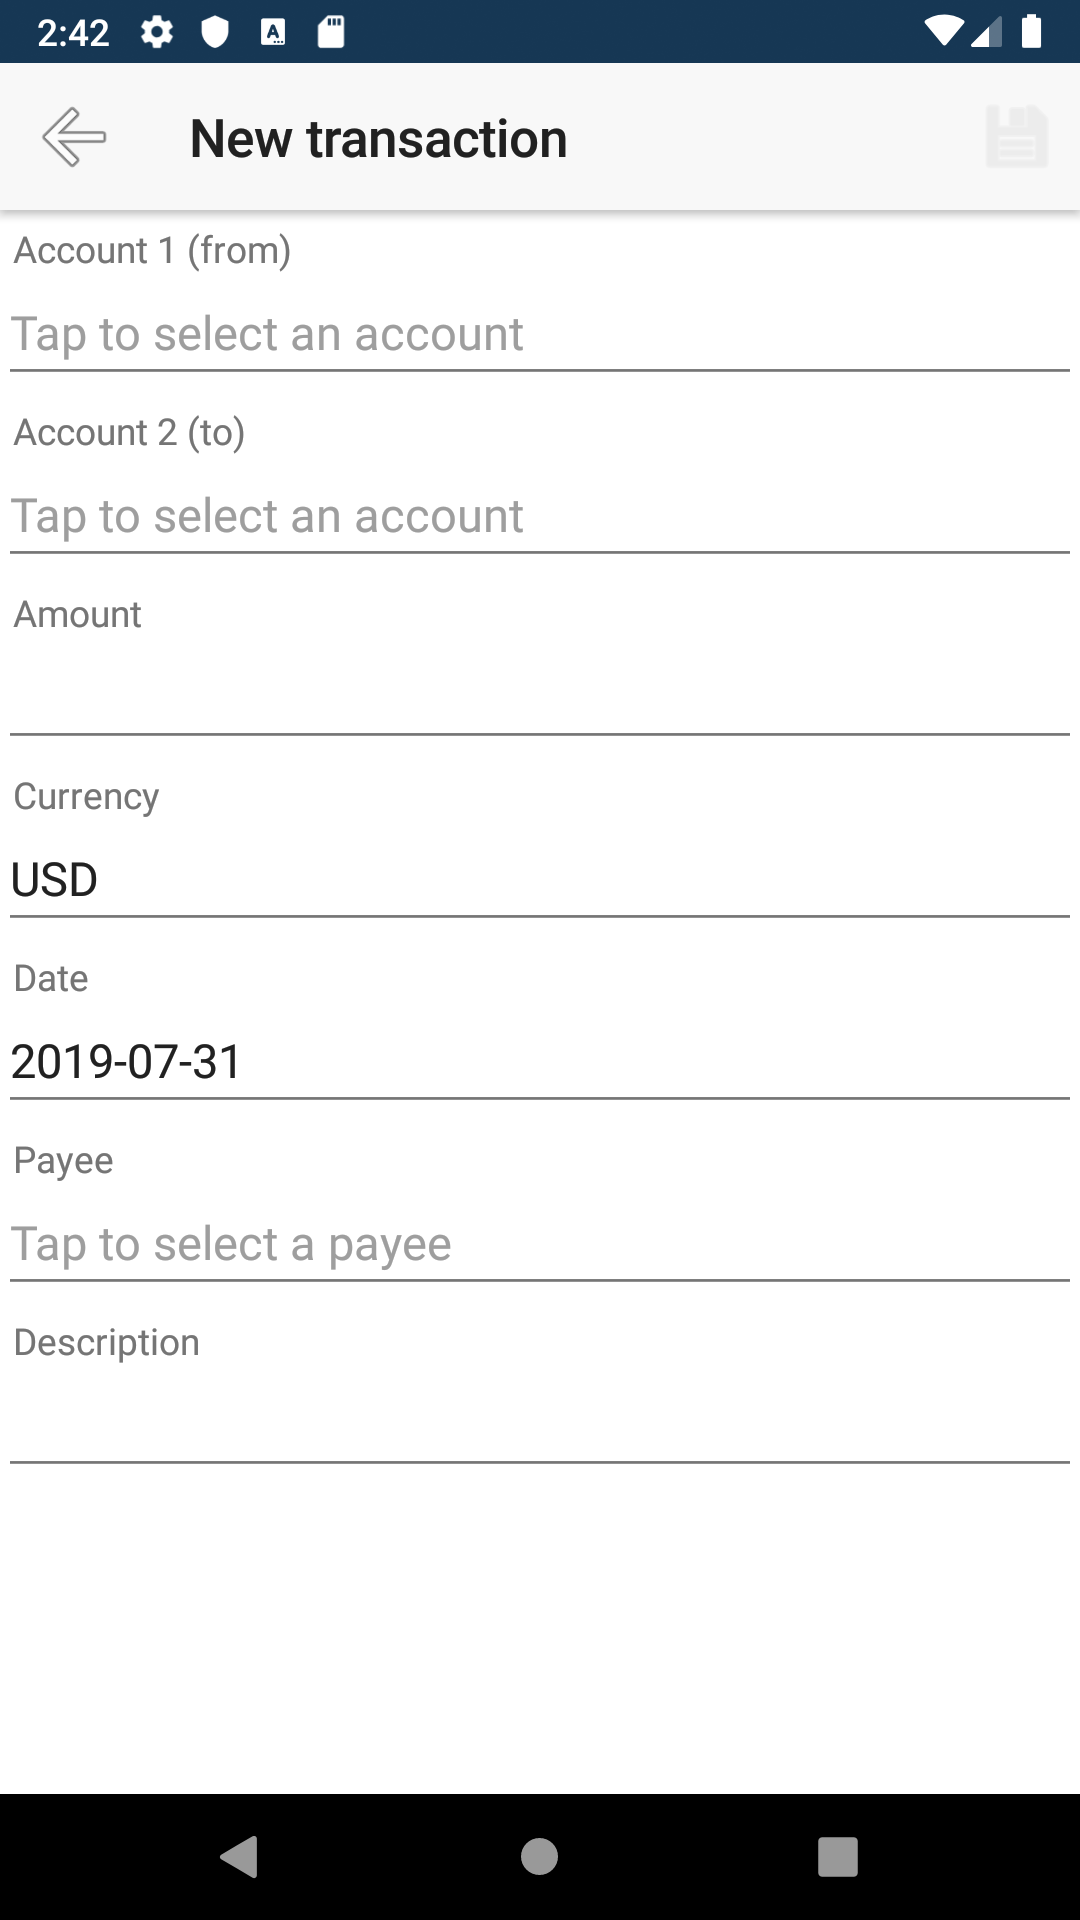 2:42
New transaction
Account 1 (from)
Tap to select an account
Account 2 (to)
Tap to select an account
Amount
Currency
USD
Date
2019-07-31
Payee
Tap to select a payee
Description